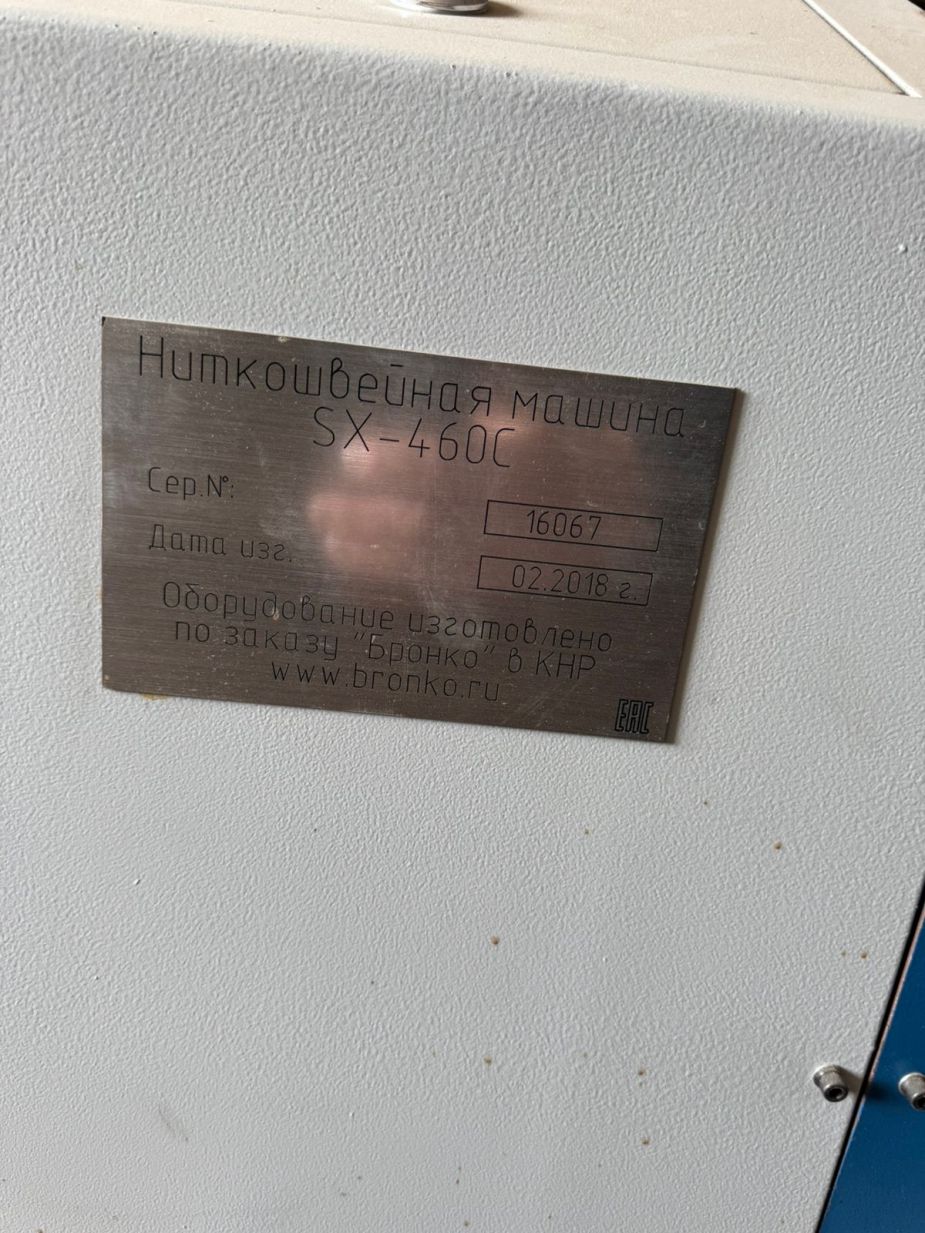 Ниткошвейная машина
SX-460C
Сер.№:
16067
Дата изг.
02.2018 г.
Оборудование изготовлено
по заказу "Бронко" в КНР
www.bronko.ru
EAC